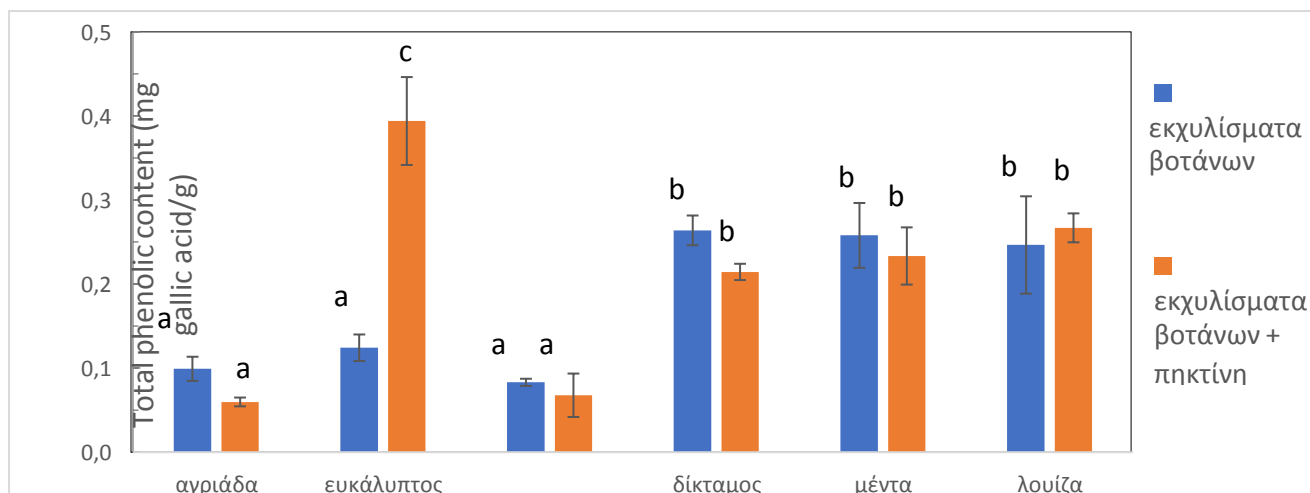 Total phenolic content (mg
gallic acid/g)
0,5
0,4
0,3
0,2
0,1
0,0
a
a
a
c
a
a
b
b
b
b
b
b
αγριάδα
ευκάλυπτος
δίκταμος
μέντα
λουίζα
εκχυλίσματα
βοτάνων
εκχυλίσματα
βοτάνων +
πηκτίνη